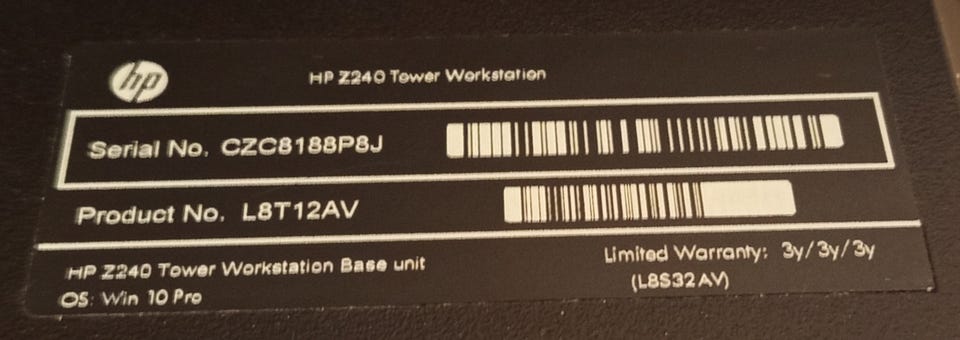 hp
HP Z240 Tower Workstation
Serial No. CZC8188P8J
Product No. L8T12AV
HP Z240 Tower Workstation Base unit
OS: Win 10 Pro
Limited Warranty: 3y/3y/3y
(L8S32AV)